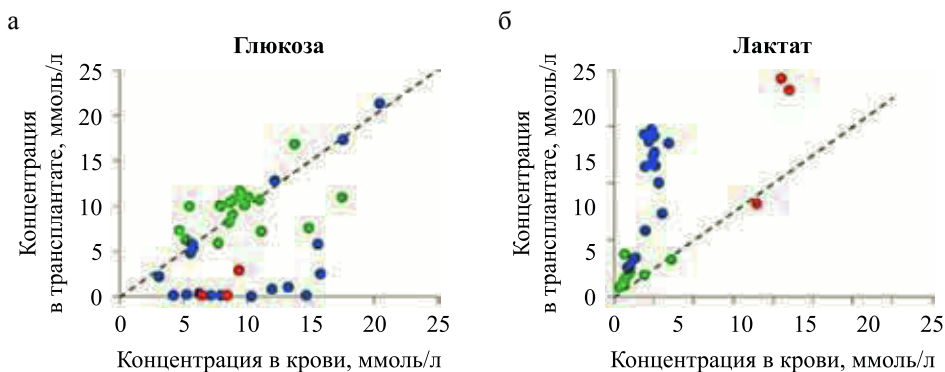 а
Глюкоза
Концентрация
в трансплантате, ммоль/л
25
20
15
10
5
0
0 5 10 15 20 25
Концентрация в крови, ммоль/л
б
Лактат
Концентрация
в трансплантате, ммоль/л
25
20
15
10
5
0
0 5 10 15 20 25
Концентрация в крови, ммоль/л